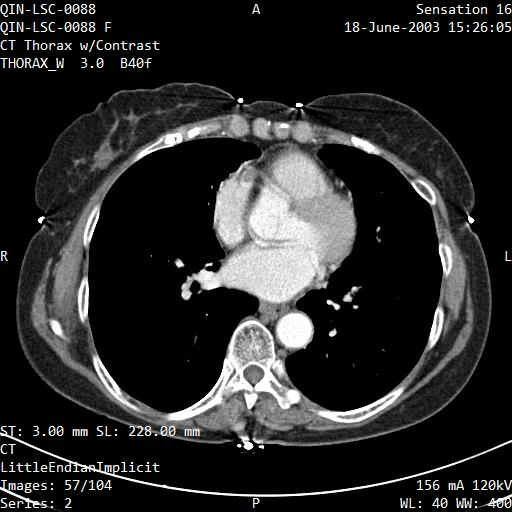 QIN-LSC-0088
A
Sensation 16
QIN-LSC-0088 F
18-June-2003 15:26:05
CT Thorax w/Contrast
THORAX_W 3.0 B40f
R
L
ST: 3.00 mm SL: 228.00 mm
CT
LittleEndianImplicit
Images: 57/104
156 mA 120kV
Series: 2
P
WL: 40 WW: 400